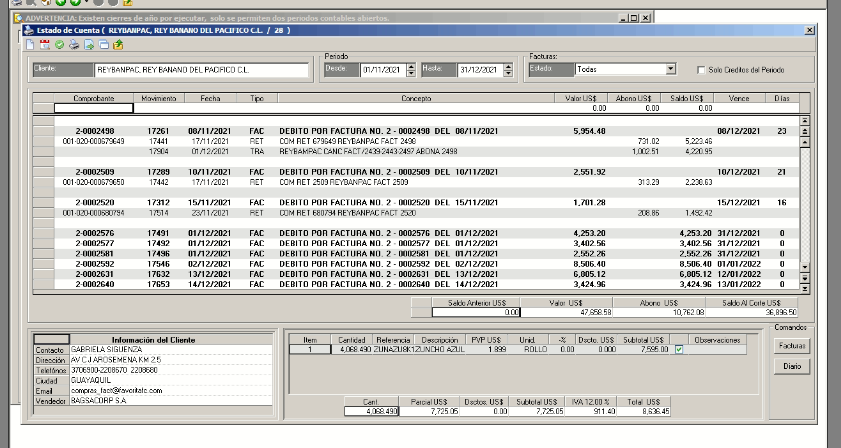 ADVERTENCIA: Existen cierres de año por ejecutar, solo se permiten dos periodos contables abiertos.
Estado de Cuenta ( REYBANPAC, REY BANANO DEL PACIFICO C.L. / 28 )
Periodo Facturas:
Cliente: REYBANPAC, REY BANANO DEL PACIFICO C.L. Desde 01/11/2021 Hasta: 31/12/2021 Estado: Todas Solo Creditos del Periodo
Comprobante Movimiento Fecha Tipo Concepto Valor US$ Abono US$ Saldo US$ Vence Días
0.00 0.00 0.00
2-0002498 17261 08/11/2021 FAC DEBITO POR FACTURA NO. 2 - 0002498 DEL 08/11/2021 5,954.48 08/12/2021 23
001-020-000679649 17441 17/11/2021 RET COM RET 679649 REYBANPAC FACT 2498 731.02 5,223.46
17904 01/12/2021 TRA REYBAMPAC CANC FACT /2439-2443-2497 ABONA 2498 1,002.51 4,220.95
2-0002509 17289 10/11/2021 FAC DEBITO POR FACTURA NO. 2 - 0002509 DEL 10/11/2021 2,551.92 10/12/2021 21
001-020-000679650 17442 17/11/2021 RET COM RET 2509 REYBANPAC FACT 2509 313.29 2,238.63
2-0002520 17312 15/11/2021 FAC DEBITO POR FACTURA NO. 2 - 0002520 DEL 15/11/2021 1,701.28 15/12/2021 16
001-020-000680794 17514 23/11/2021 RET COM RET 680794 REYBANPAC FACT 2520 208.86 1,492.42
2-0002576 17491 01/12/2021 FAC DEBITO POR FACTURA NO. 2 - 0002576 DEL 01/12/2021 4,253.20 4,253.20 31/12/2021 0
2-0002577 17492 01/12/2021 FAC DEBITO POR FACTURA NO. 2 - 0002577 DEL 01/12/2021 3,402.56 3,402.56 31/12/2021 0
2-0002581 17496 01/12/2021 FAC DEBITO POR FACTURA NO. 2 - 0002581 DEL 01/12/2021 2,552.26 2,552.26 31/12/2021 0
2-0002592 17546 02/12/2021 FAC DEBITO POR FACTURA NO. 2 - 0002592 DEL 02/12/2021 8,506.40 8,506.40 01/01/2022 0
2-0002631 17632 13/12/2021 FAC DEBITO POR FACTURA NO. 2 - 0002631 DEL 13/12/2021 6,805.12 6,805.12 12/01/2022 0
2-0002640 17653 14/12/2021 FAC DEBITO POR FACTURA NO. 2 - 0002640 DEL 14/12/2021 3,424.96 3,424.96 13/01/2022 0
Saldo Anterior US$ Valor US$ Abono US$ Saldo Al Corte US$
0.00 47,658.58 10,762.08 36,896.50
Información del Cliente
Contacto GABRIELA SIGUENZA
Dirección AV C.J AROSEMENA KM 2.5
Teléfonos 3706900-2208670 2208680
Ciudad GUAYAQUIL
Email compras_fact@favoritafc.com
Vendedor BAGSACORP S.A.
Item Cantidad Referencia Descripción PVP US$ Unid. -% Dscto. US$ Subtotal US$ Observaciones
1 4,068.490 ZUNAZU8K1 ZUNCHO AZUL 1.899 ROLLO 0.00 0.000 7,595.00
Cant. Parcial US$ Dsctos. US$ Subtotal US$ IVA 12.00 % Total US$
4,068.490 7,725.05 0.00 7,725.05 911.40 8,636.45
Comandos
Facturas
Diario